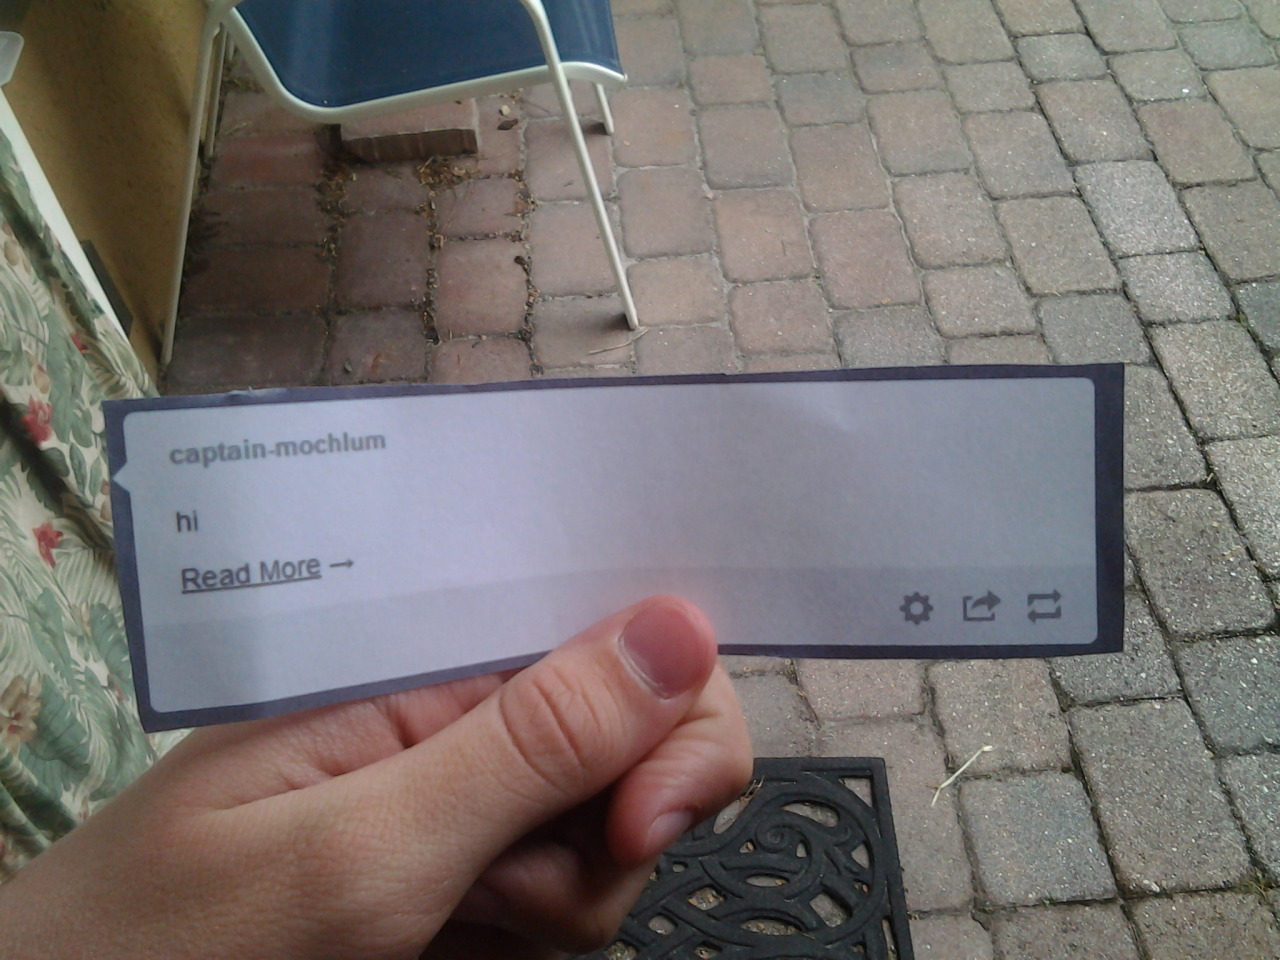 captain-mochlum
hi
Read More →